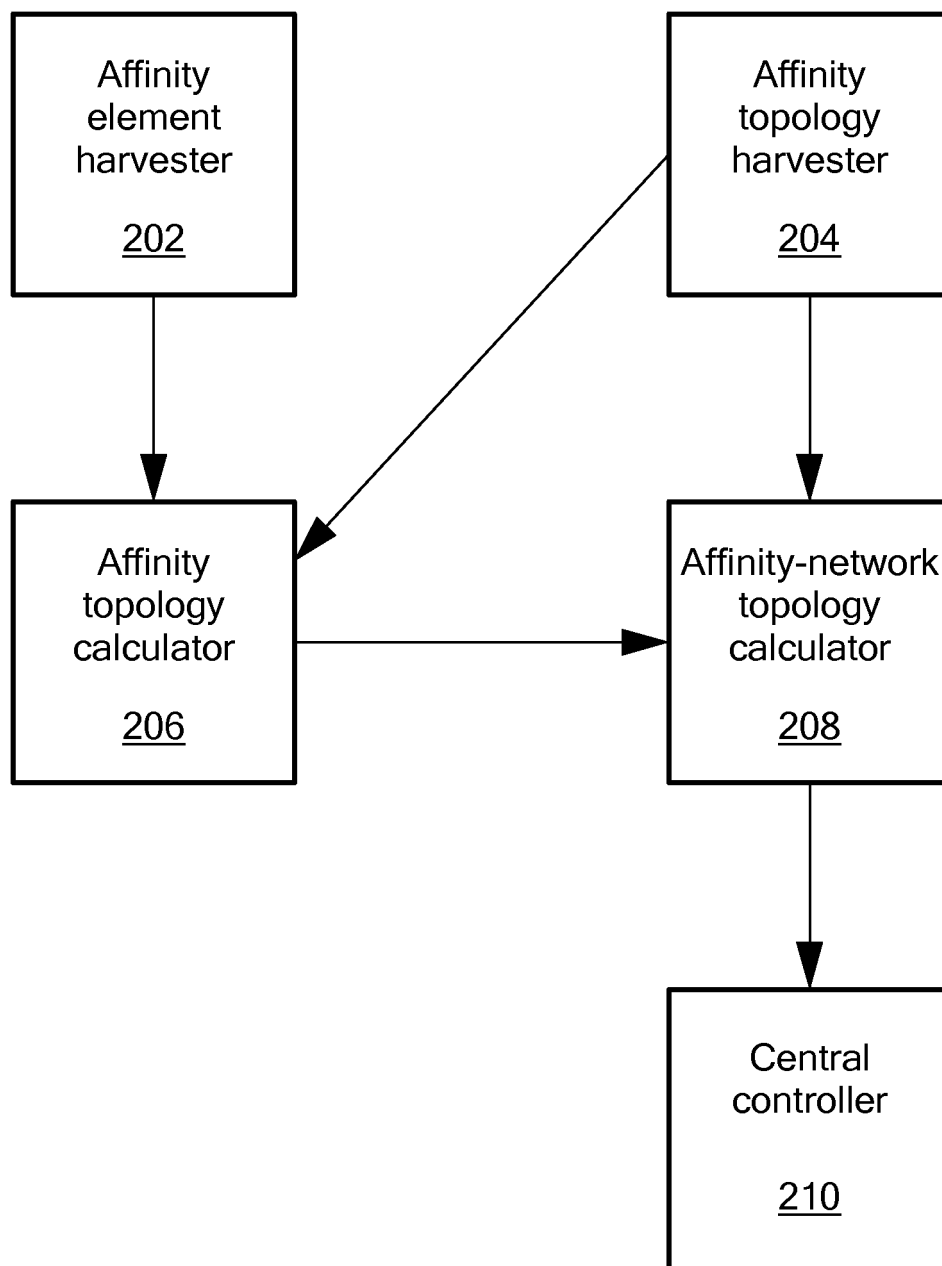 Affinity
element
harvester
202
Affinity
topology
harvester
204
Affinity
topology
calculator
206
Affinity-network
topology
calculator
208
Central
controller
210